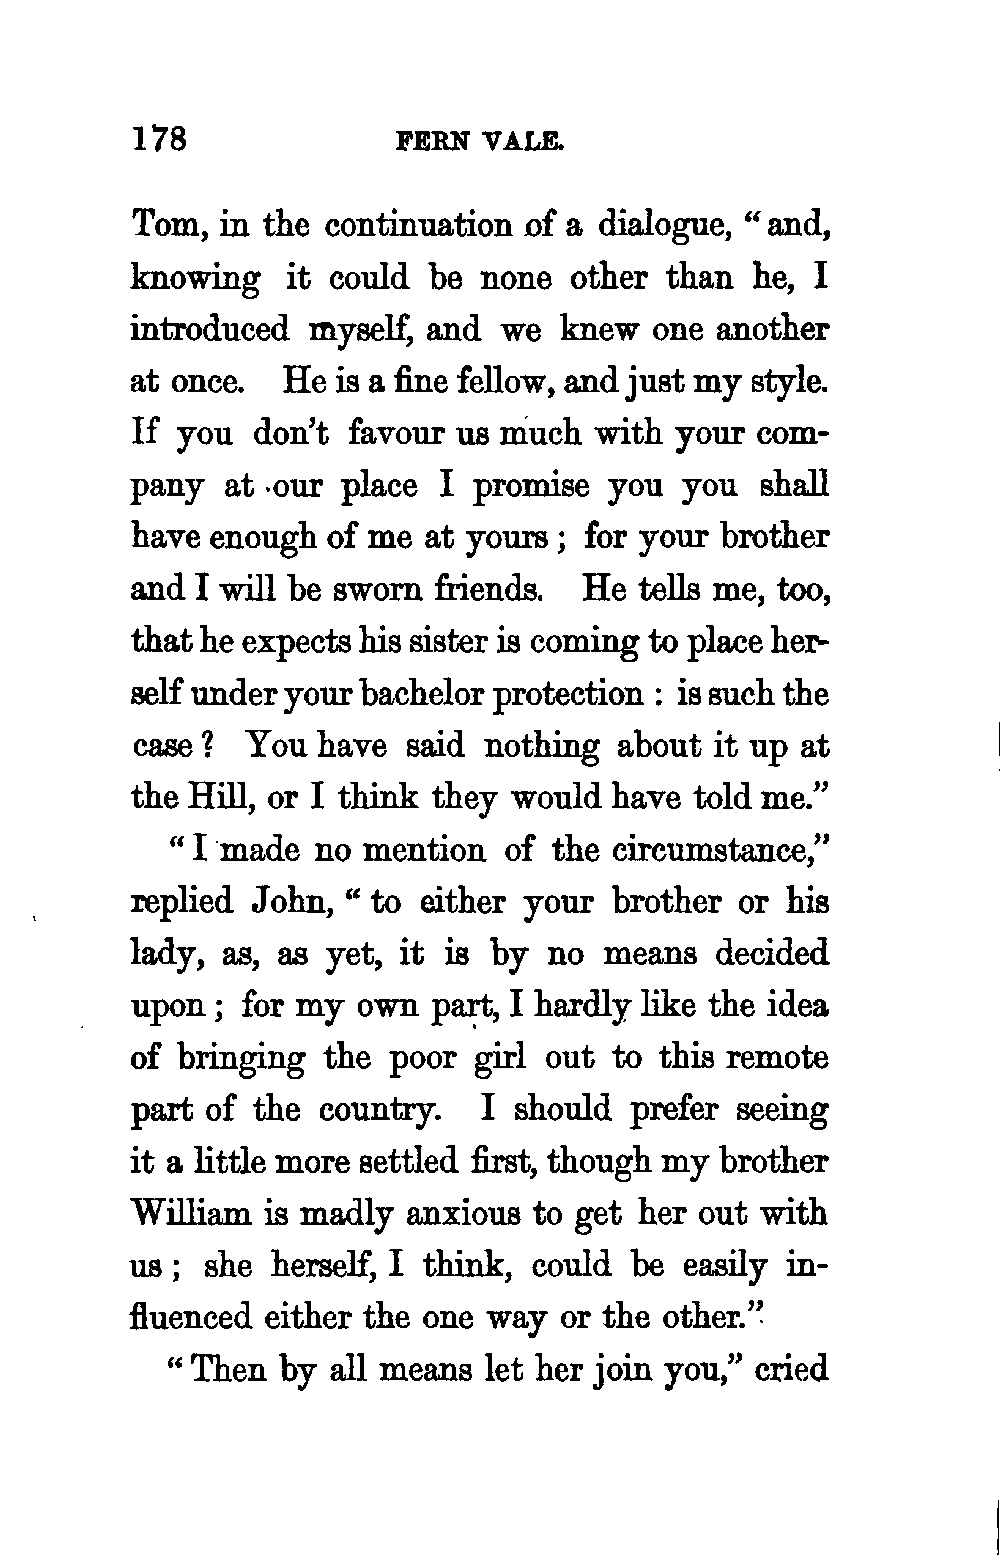 178 FERN VALE.
Tom, in the continuation of a dialogue, “ and,
knowing it could be none other than he, I
introduced myself, and we knew one another
at once. He is a fine fellow, and just my style.
If you don’t favour us much with your com-
pany at our place I promise you you shall
have enough of me at yours ; for your brother
and I will be sworn friends. He tells me, too,
that he expects his sister is coming to place her-
self under your bachelor protection : is such the
case ? You have said nothing about it up at
the Hill, or I think they would have told me.”
“ I made no mention of the circumstance,”
replied John, “ to either your brother or his
lady, as, as yet, it is by no means decided
upon ; for my own part, I hardly like the idea
of bringing the poor girl out to this remote
part of the country. I should prefer seeing
it a little more settled first, though my brother
William is madly anxious to get her out with
us ; she herself, I think, could be easily in-
fluenced either the one way or the other.”
“ Then by all means let her join you,” cried